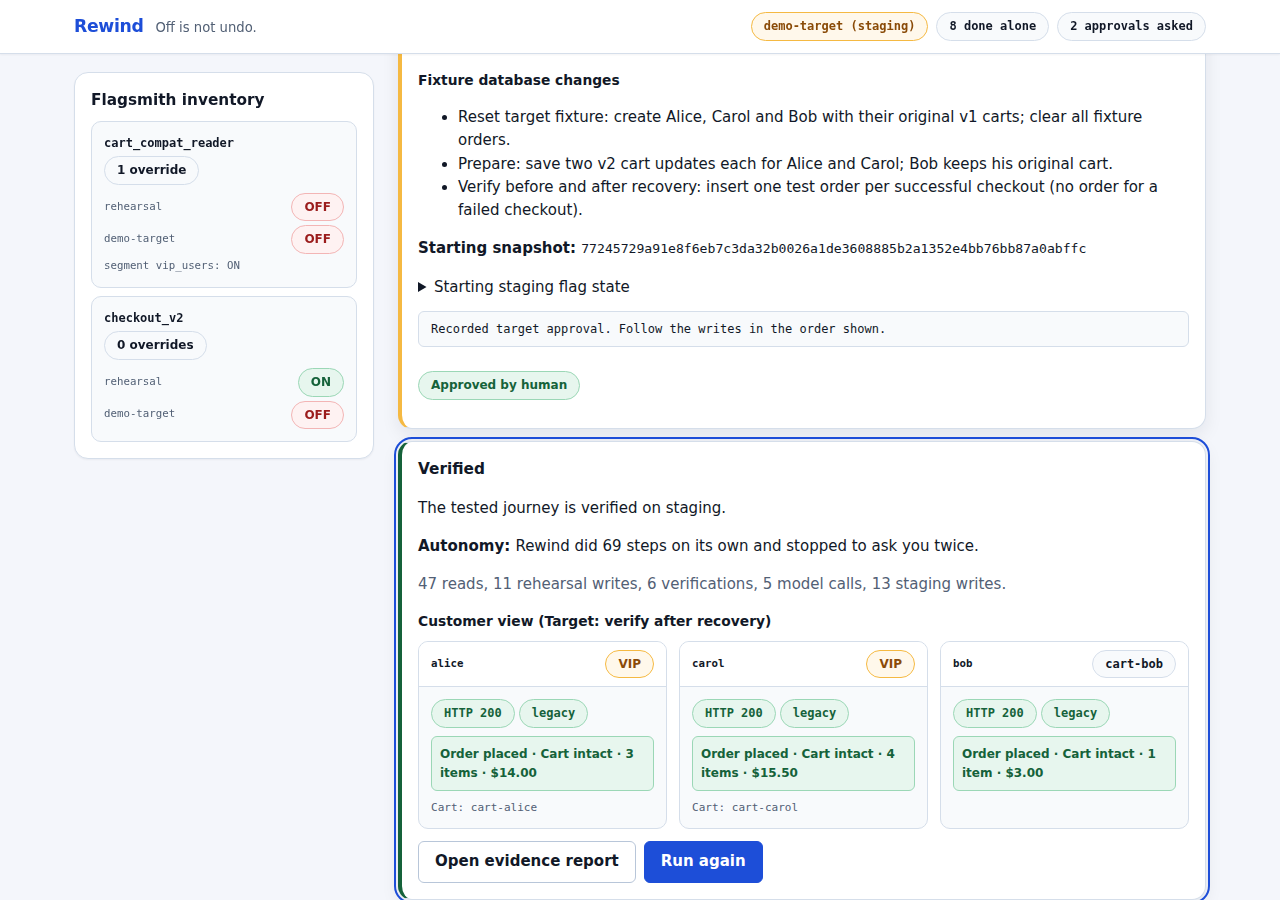 Rewind Off is not undo.
demo-target (staging) 8 done alone 2 approvals asked
Flagsmith inventory
cart_compat_reader
1 override
rehearsal OFF
demo-target OFF
segment vip_users: ON
checkout_v2
0 overrides
rehearsal ON
demo-target OFF
Fixture database changes
• Reset target fixture: create Alice, Carol and Bob with their original v1 carts; clear all fixture
orders.
• Prepare: save two v2 cart updates each for Alice and Carol; Bob keeps his original cart.
• Verify before and after recovery: insert one test order per successful checkout (no order for a
failed checkout).
Starting snapshot: 77245729a91e8f6eb7c3da32b0026a1de3608885b2a1352e4bb76bb87a0abffc
▶ Starting staging flag state
Recorded target approval. Follow the writes in the order shown.
Approved by human
Verified
The tested journey is verified on staging.
Autonomy: Rewind did 69 steps on its own and stopped to ask you twice.
47 reads, 11 rehearsal writes, 6 verifications, 5 model calls, 13 staging writes.
Customer view (Target: verify after recovery)
alice VIP
HTTP 200 legacy
Order placed · Cart intact · 3
items · $14.00
Cart: cart-alice
carol VIP
HTTP 200 legacy
Order placed · Cart intact · 4
items · $15.50
Cart: cart-carol
bob cart-bob
HTTP 200 legacy
Order placed · Cart intact · 1
item · $3.00
Open evidence report Run again